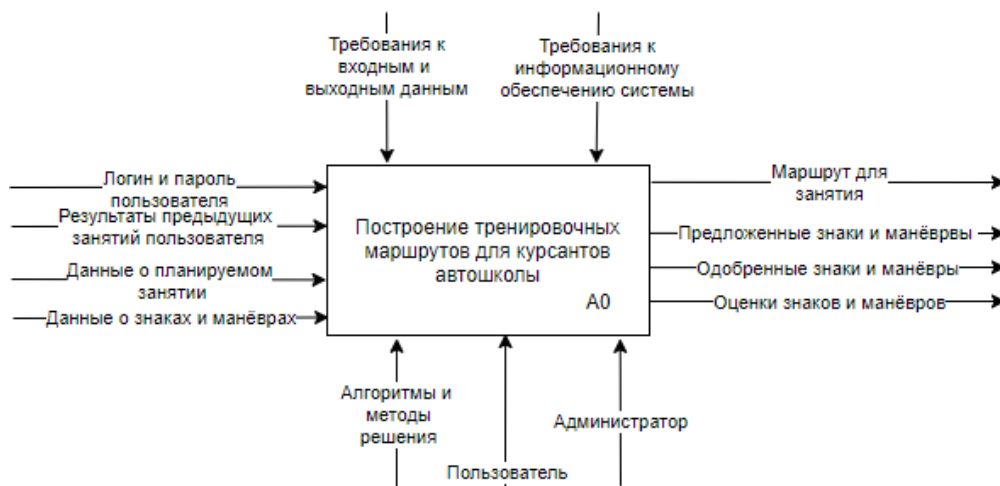 Требования к
входным и
выходным данным
Требования к
информационному
обеспечению системы
Логин и пароль
пользователя
Результаты предыдущих
занятий пользователя
Данные о планируемом
занятии
Данные о знаках и манёврах
Построение тренировочных
маршрутов для курсантов
автошколы
A0
Маршрут для
занятия
Предложенные знаки и манёврвы
Одобренные знаки и манёвры
Оценки знаков и манёвров
Алгоритмы и
методы
решения
Пользователь
Администратор